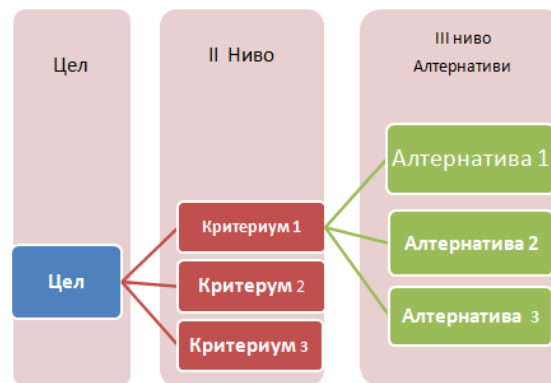 Цел
II Ниво
III ниво
Алтернативи
Алтернатива 1
Критериум 1
Алтернатива 2
Цел
Критерум 2
Алтернатива 3
Критериум 3